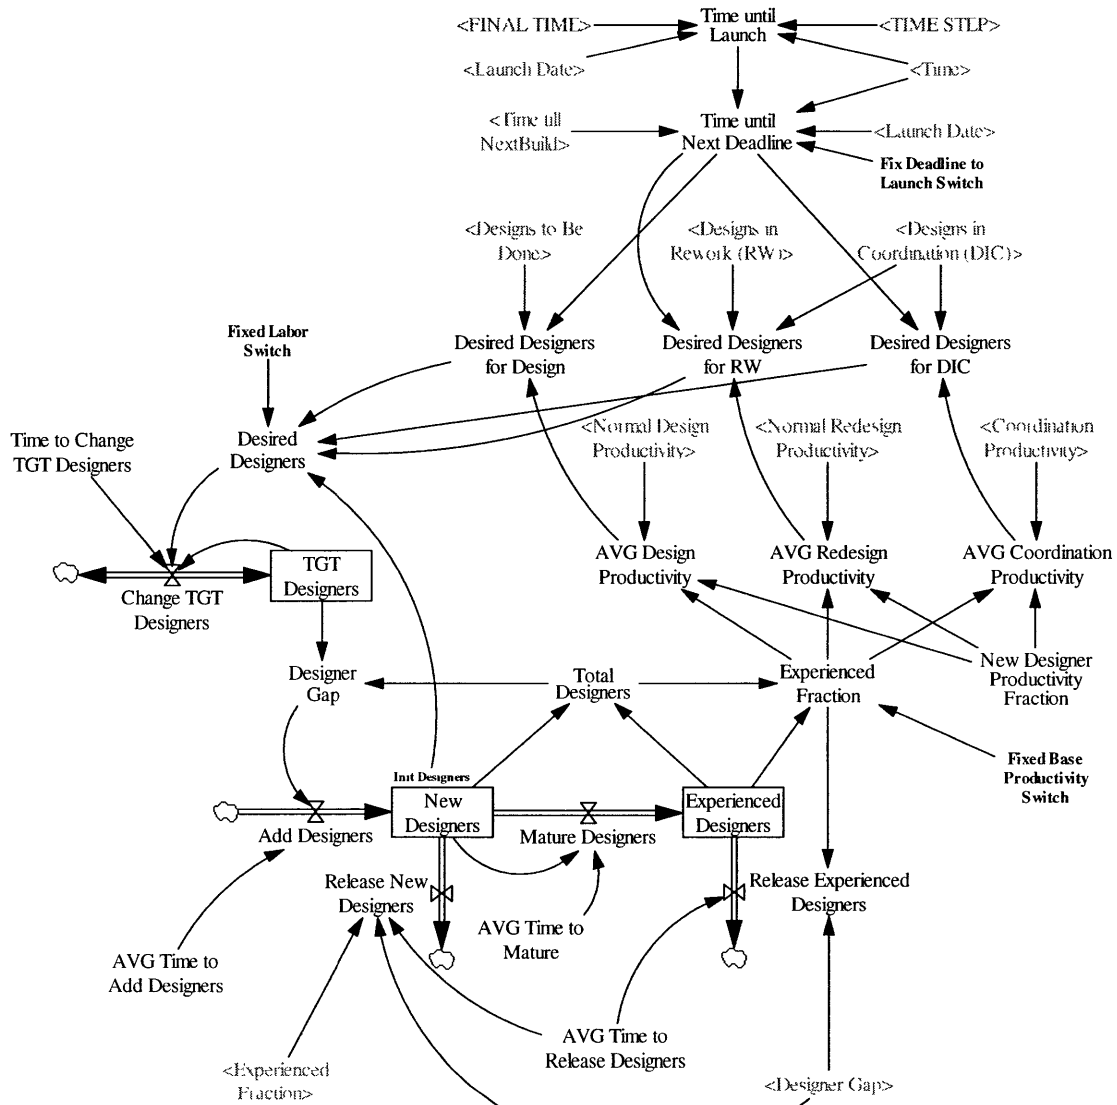 <FINAL TIME>
Time until
Launch
<TIME STEP>
<Launch Date>
<Time>
<Time till
NextBuild>
Time until
Next Deadline
<Launch Date>
Fix Deadline to
Launch Switch
<Designs to Be
Done>
<Designs in
Rework (RW)>
<Designs in
Coordination (DIC)>
Fixed Labor
Switch
Desired Designers
for Design
Desired Designers
for RW
Desired Designers
for DIC
Time to Change
TGT Designers
Desired
Designers
<Normal Design
Productivity>
<Normal Redesign
Productivity>
<Coordination
Productivity>
TGT
Designers
Change TGT
Designers
AVG Design
Productivity
AVG Redesign
Productivity
AVG Coordination
Productivity
Designer
Gap
Total
Designers
Experienced
Fraction
New Designer
Productivity
Fraction
Fixed Base
Productivity
Switch
Init Designers
New
Designers
Experienced
Designers
Add Designers
Mature Designers
Release New
Designers
Release Experienced
Designers
AVG Time to
Mature
AVG Time to
Add Designers
AVG Time to
Release Designers
<Experienced
Fraction>
<Designer Gap>